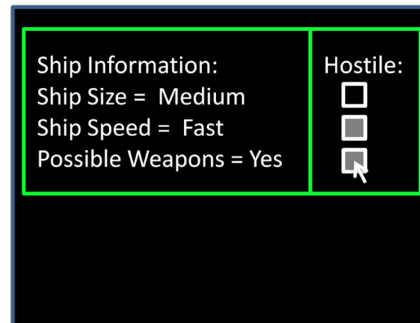 Ship Information:
Hostile:
Ship Size = Medium
Ship Speed = Fast
Possible Weapons = Yes